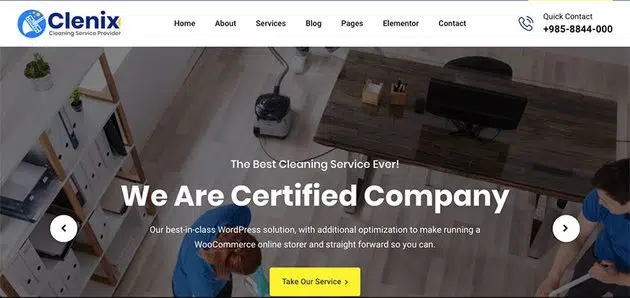 Clenix
Cleaning Service Provider
Home About Services Blog Pages Elementor Contact
Quick Contact
+985-8844-000
The Best Cleaning Service Ever!
We Are Certified Company
Our best-in-class WordPress solution, with additional optimization to make running a
WooCommerce online storer and straight forward so you can.
Take Our Service